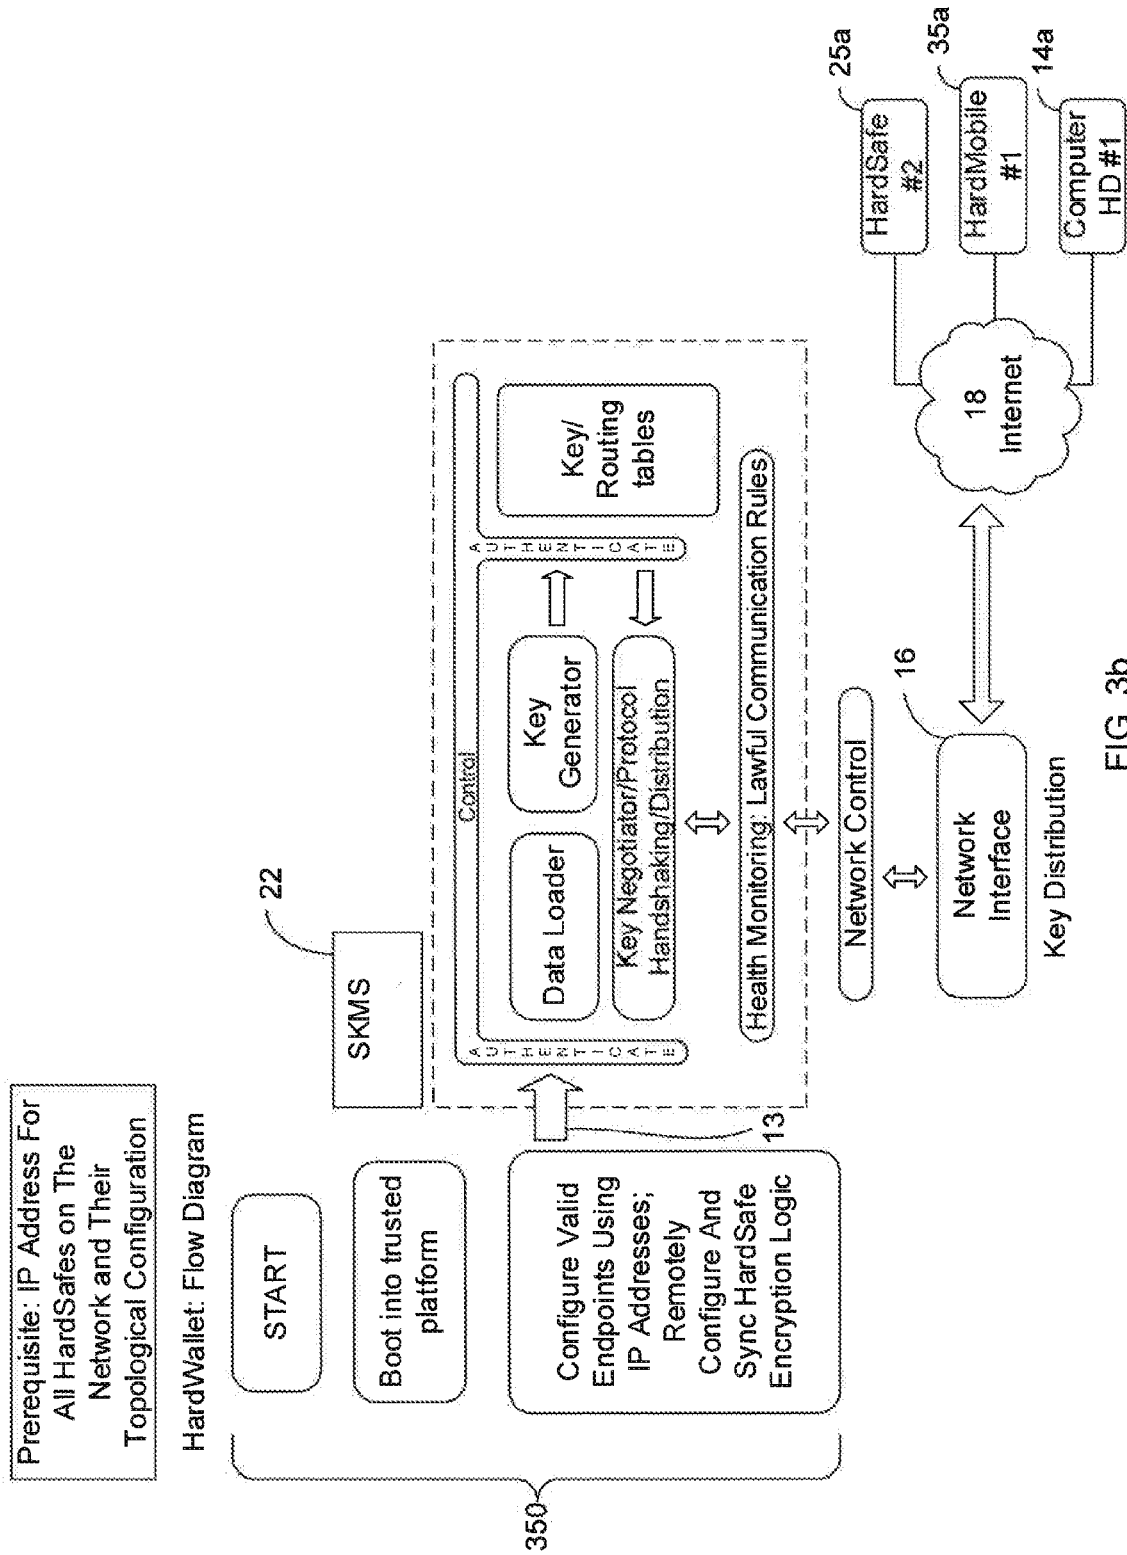 Prerequisite: IP Address For
All HardSafes on The
Network and Their
Topological Configuration
HardWallet: Flow Diagram
START
Boot into trusted
platform
Configure Valid
Endpoints Using
IP Addresses;
Remotely
Configure And
Sync HardSafe
Encryption Logic
350
13
SKMS
22
Control
AUTHENTICATE
Data Loader
Key
Generator
Key Negotiator/Protocol
Handshaking/Distribution
AUTHENTICATE
Key/
Routing
tables
Health Monitoring: Lawful Communication Rules
Network Control
Network
Interface
16
Key Distribution
18
Internet
HardSafe
#2
25a
HardMobile
#1
35a
Computer
HD#1
14a
FIG. 3b